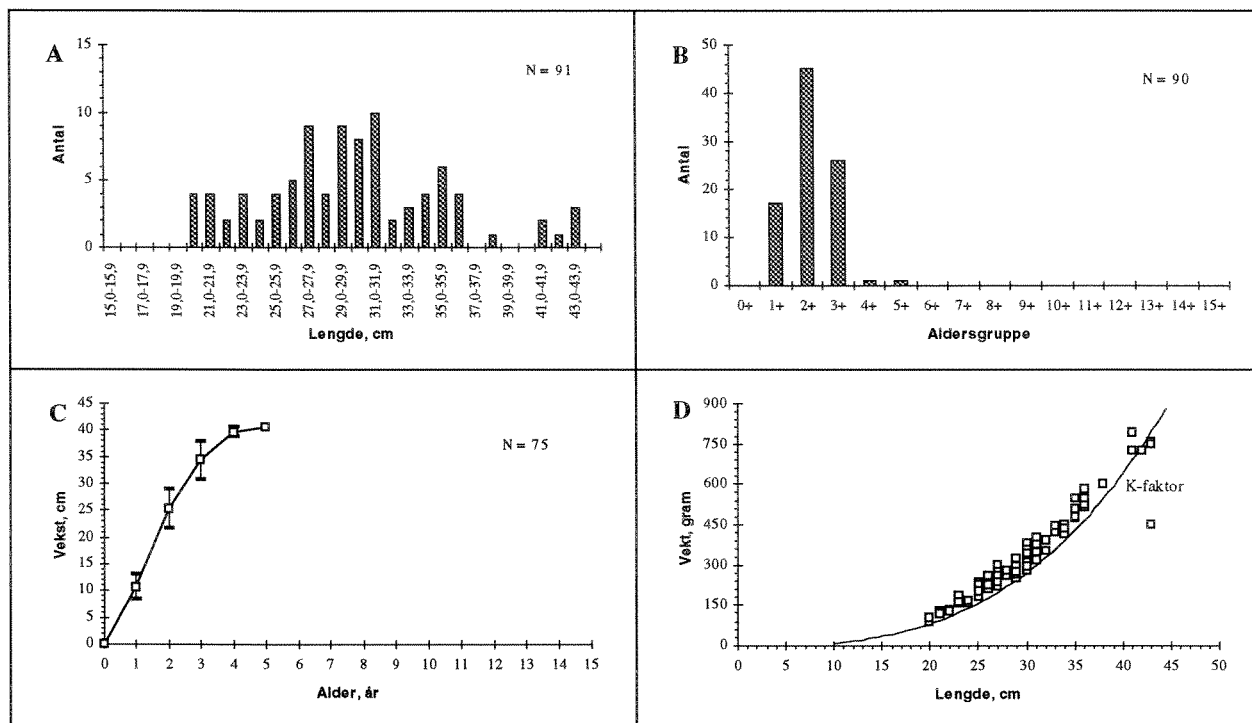 A
N = 91
Antal
15
10
5
0
15,0-15,9
17,0-17,9
19,0-19,9
21,0-21,9
23,0-23,9
25,0-25,9
27,0-27,9
29,0-29,9
31,0-31,9
33,0-33,9
35,0-35,9
37,0-37,9
39,0-39,9
41,0-41,9
43,0-43,9
Lengde, cm
B
N = 90
Antal
50
40
30
20
10
0
0+ 1+ 2+ 3+ 4+ 5+ 6+ 7+ 8+ 9+ 10+ 11+ 12+ 13+ 14+ 15+
Aldersgruppe
C
N = 75
Vekst, cm
45
40
35
30
25
20
15
10
5
0
0 1 2 3 4 5 6 7 8 9 10 11 12 13 14 15
Alder, år
D
Vekt, gram
900
750
600
450
300
150
0
K-faktor
0 5 10 15 20 25 30 35 40 45 50
Lengde, cm